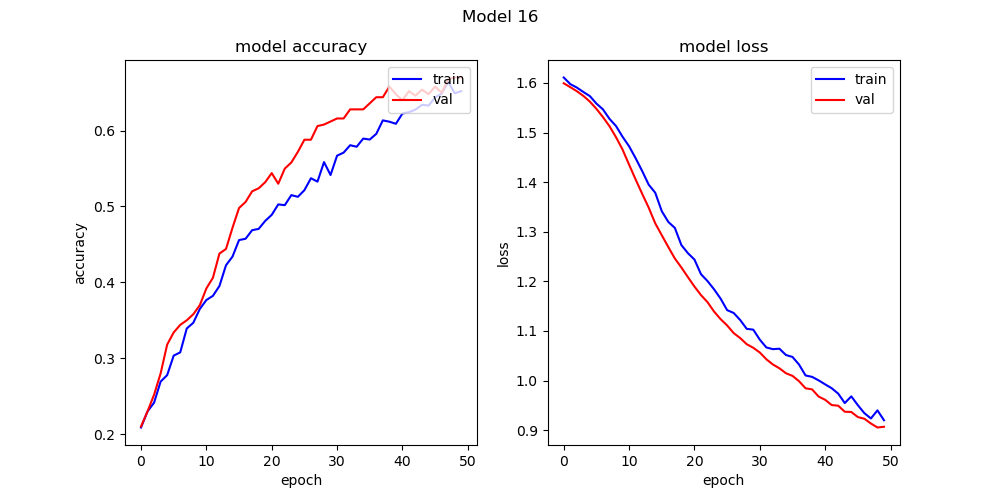 Model 16
model accuracy
train
val
0.6
0.5
0.4
0.3
0.2
accuracy
0 10 20 30 40 50
epoch
model loss
train
val
1.6
1.5
1.4
1.3
1.2
1.1
1.0
0.9
loss
0 10 20 30 40 50
epoch